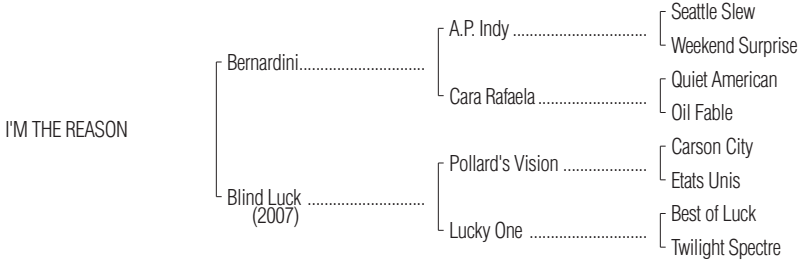 Seattle Slew
A.P. Indy
Weekend Surprise
Bernardini
Quiet American
Cara Rafaela
Oil Fable
I'M THE REASON
Carson City
Pollard's Vision
Etats Unis
Blind Luck
(2007)
Best of Luck
Lucky One
Twilight Spectre